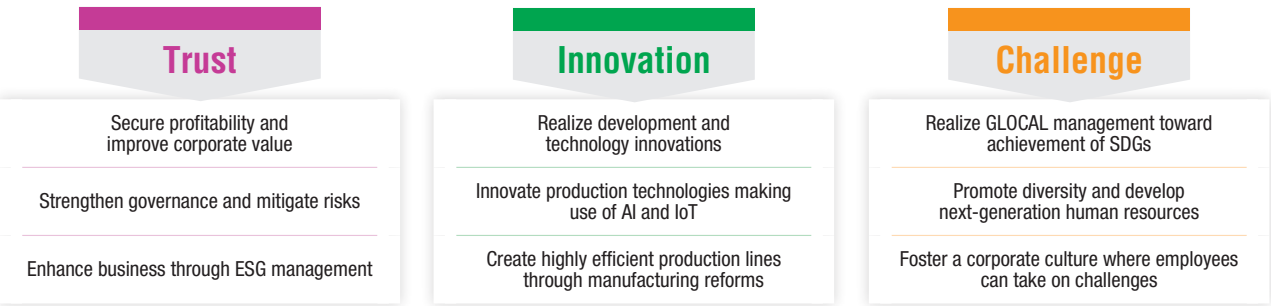 Trust
Secure profitability and
improve corporate value
Strengthen governance and mitigate risks
Enhance business through ESG management
Innovation
Realize development and
technology innovations
Innovate production technologies making
use of AI and IoT
Create highly efficient production lines
through manufacturing reforms
Challenge
Realize GLOCAL management toward
achievement of SDGs
Promote diversity and develop
next-generation human resources
Foster a corporate culture where employees
can take on challenges